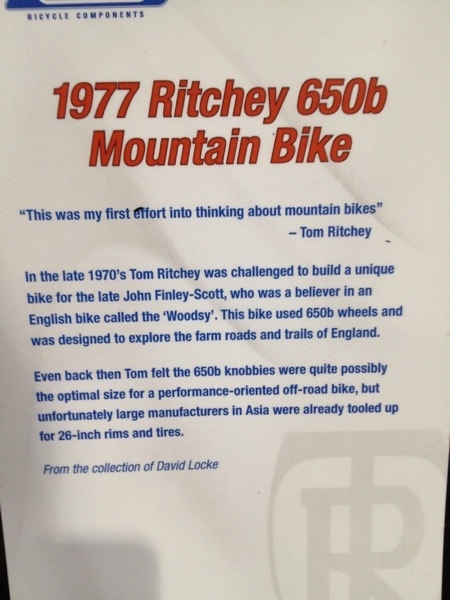 BICYCLE COMPONENTS
1977 Ritchey 650b
Mountain Bike
“This was my first effort into thinking about mountain bikes”
– Tom Ritchey
In the late 1970's Tom Ritchey was challenged to build a unique
bike for the late John Finley-Scott, who was a believer in an
English bike called the ‘Woodsy’. This bike used 650b wheels and
was designed to explore the farm roads and trails of England.
Even back then Tom felt the 650b knobbies were quite possibly
the optimal size for a performance-oriented off-road bike, but
unfortunately large manufacturers in Asia were already tooled up
for 26-inch rims and tires.
From the collection of David Locke